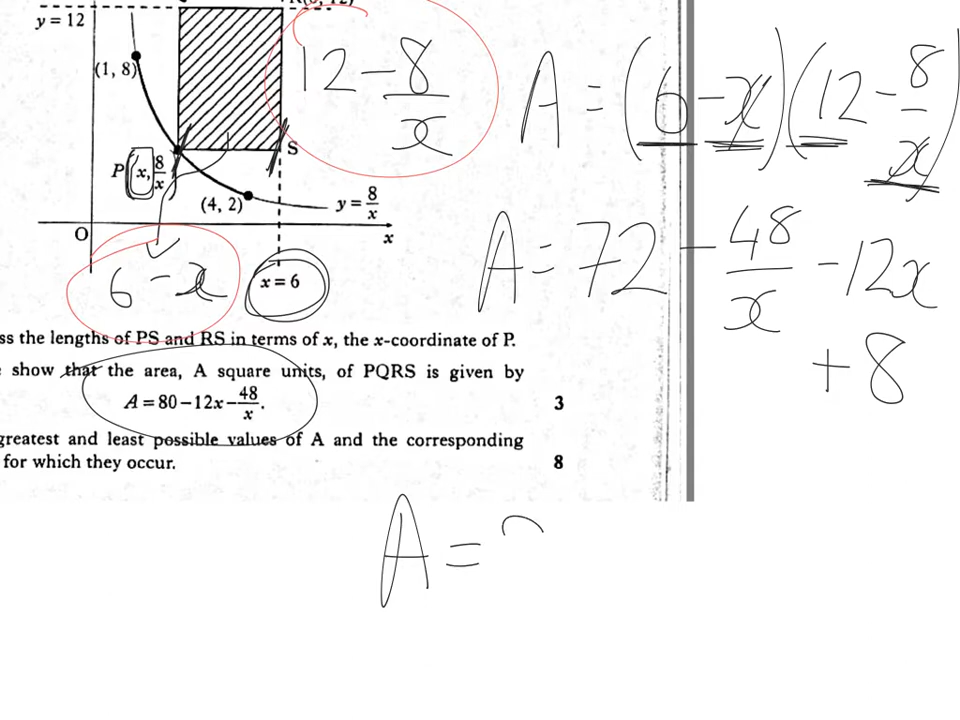 y = 12
(1, 8)
S
P(x, 8/x)
(4, 2)
y = 8/x
O
x
x = 6
12 - 8/x
6 - x
A = (6 - x)(12 - 8/x)
A = 72 - 48/x - 12x
+ 8
ss the lengths of PS and RS in terms of x, the x-coordinate of P.
show that the area, A square units, of PQRS is given by
A = 80 - 12x - 48/x.
3
greatest and least possible values of A and the corresponding
for which they occur.
8
A =